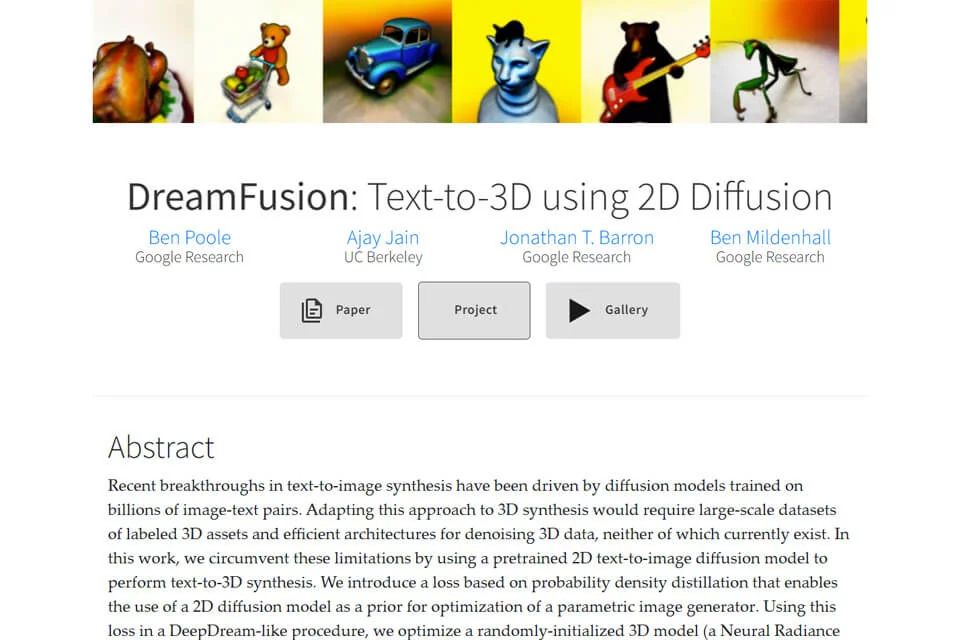 DreamFusion: Text-to-3D using 2D Diffusion
Ben Poole Ajay Jain Jonathan T. Barron Ben Mildenhall
Google Research UC Berkeley Google Research Google Research
Paper Project Gallery
Abstract
Recent breakthroughs in text-to-image synthesis have been driven by diffusion models trained on
billions of image-text pairs. Adapting this approach to 3D synthesis would require large-scale datasets
of labeled 3D assets and efficient architectures for denoising 3D data, neither of which currently exist. In
this work, we circumvent these limitations by using a pretrained 2D text-to-image diffusion model to
perform text-to-3D synthesis. We introduce a loss based on probability density distillation that enables
the use of a 2D diffusion model as a prior for optimization of a parametric image generator. Using this
loss in a DeepDream-like procedure, we optimize a randomly-initialized 3D model (a Neural Radiance